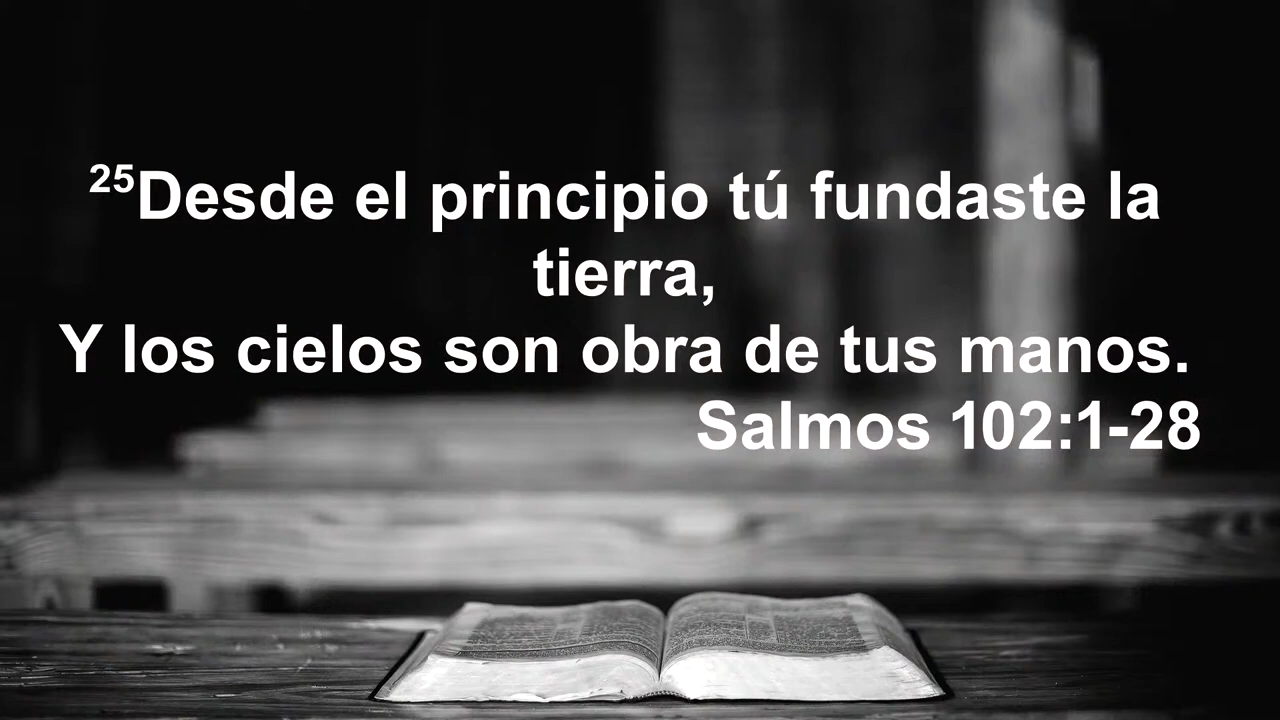 25Desde el principio tú fundaste la
tierra,
Y los cielos son obra de tus manos.
Salmos 102:1-28